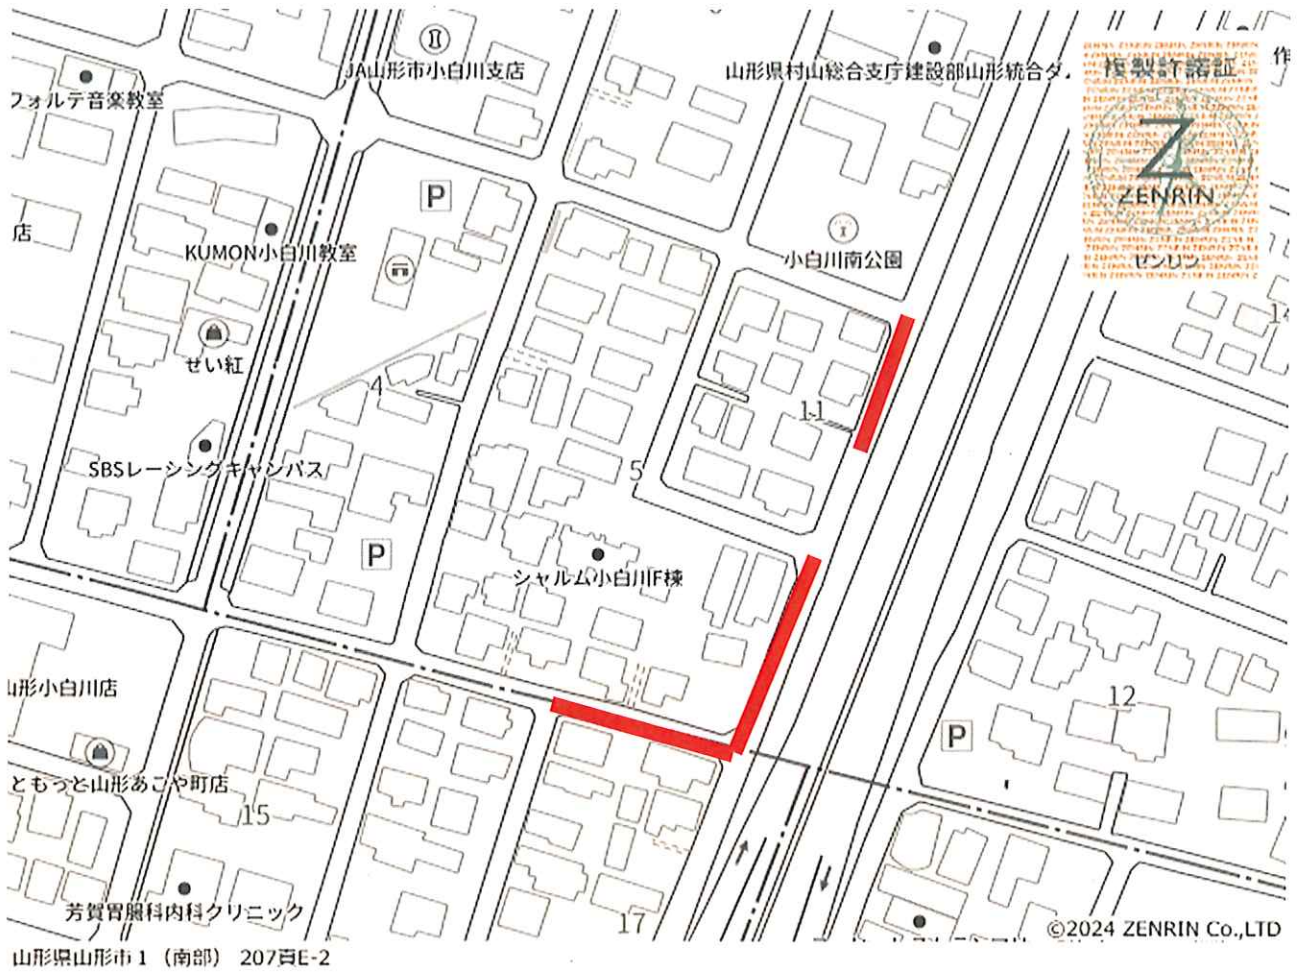 JA山形市小白川支店
山形県村山総合支庁建設部山形統合ダ
作
複製許諾証
フォルテ音楽教室
Z
ZENRIN
ゼンリン
P
店
KUMON小白川教室
小白川南公園
14
せい紅
4
11
SBSレーシングキャンパス
5
P
シャルム小白川F棟
山形小白川店
12
P
ともっと山形あこや町店
15
芳賀胃腸科内科クリニック
17
©2024 ZENRIN Co.,LTD
山形県山形市1 (南部) 207頁E-2